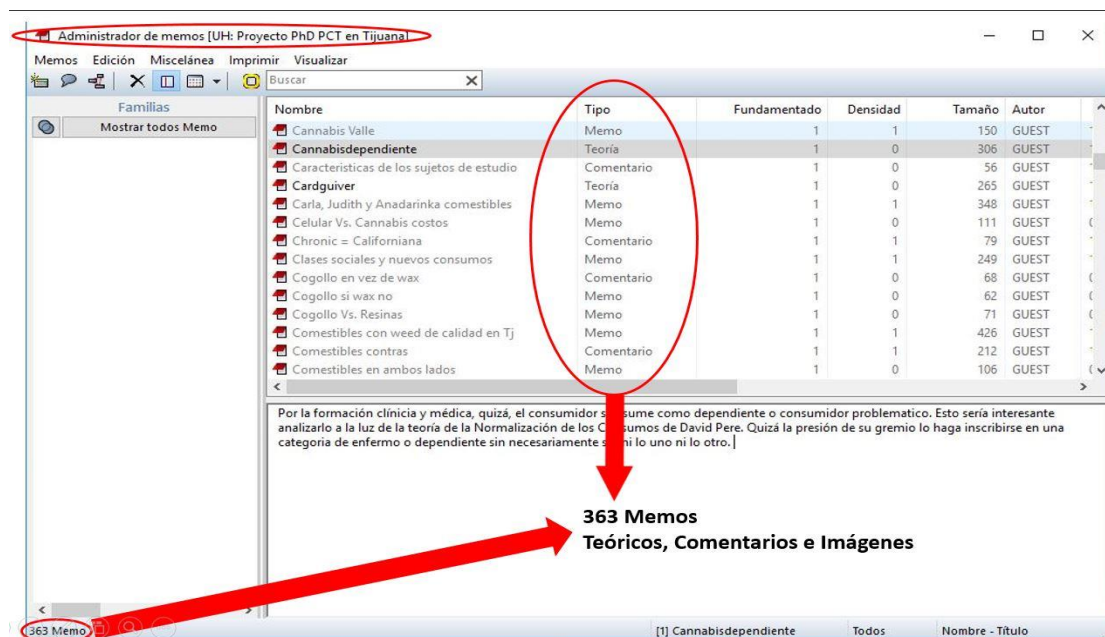 Administrador de memos [UH: Proyecto PhD PCT en Tijuana]
Memos Edición Miscelánea Imprimir Visualizar
Buscar
Familias
Mostrar todos Memo
Nombre Tipo Fundamentado Densidad Tamaño Autor
Cannabis Valle Memo 1 1 150 GUEST
Cannabisdependiente Teoría 1 0 306 GUEST
Caracteristicas de los sujetos de estudio Comentario 1 0 56 GUEST
Cardguiver Teoría 1 0 265 GUEST
Carla, Judith y Anadarinka comestibles Memo 1 1 348 GUEST
Celular Vs. Cannabis costos Memo 1 0 111 GUEST
Chronic = Californiana Comentario 1 1 79 GUEST
Clases sociales y nuevos consumos Memo 1 1 249 GUEST
Cogollo en vez de wax Comentario 1 0 68 GUEST
Cogollo si wax no Memo 1 0 62 GUEST
Cogollo Vs. Resinas Memo 1 0 71 GUEST
Comestibles con weed de calidad en Tj Memo 1 1 426 GUEST
Comestibles contras Comentario 1 1 212 GUEST
Comestibles en ambos lados Memo 1 0 106 GUEST
Por la formación clínicia y médica, quizá, el consumidor se asume como dependiente o consumidor problematico. Esto sería interesante
analizarlo a la luz de la teoría de la Normalización de los Consumos de David Pere. Quizá la presión de su gremio lo haga inscribirse en una
categoria de enfermo o dependiente sin necesariamente ser ni lo uno ni lo otro.
363 Memos
Teóricos, Comentarios e Imágenes
363 Memo
[1] Cannabisdependiente Todos Nombre - Título